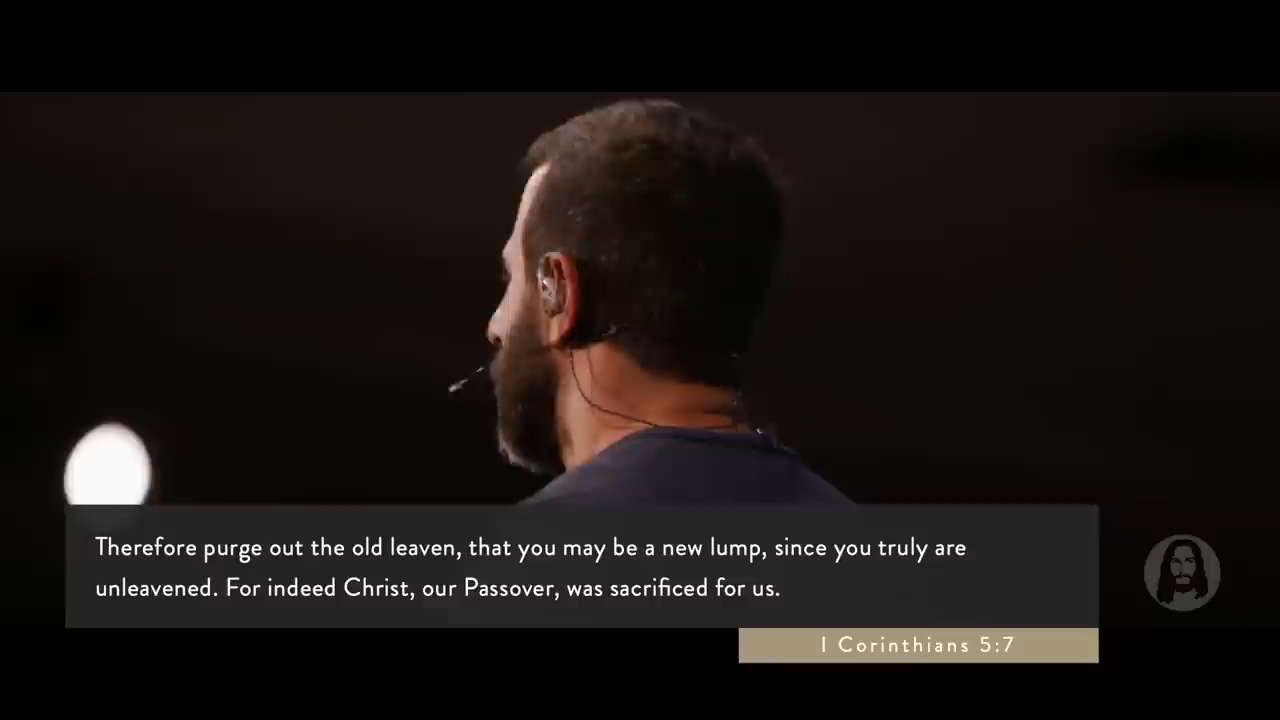 Therefore purge out the old leaven, that you may be a new lump, since you truly are
unleavened. For indeed Christ, our Passover, was sacrificed for us.
I Corinthians 5:7